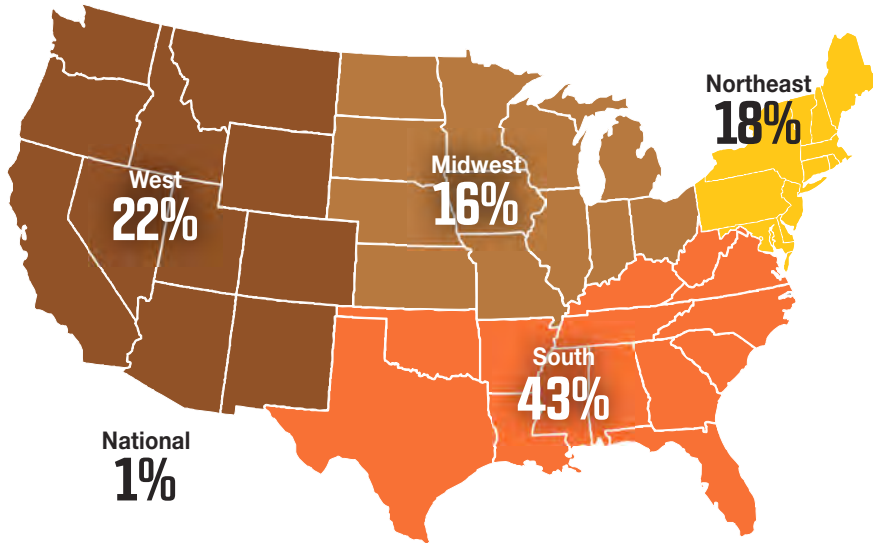 Northeast
18%
Midwest
16%
West
22%
South
43%
National
1%